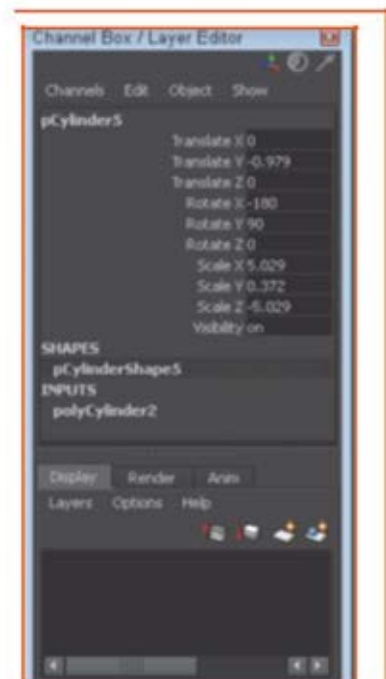 Channel Box / Layer Editor
Channels Edit Object Show
pCylinder5
Translate X 0
Translate Y -0.979
Translate Z 0
Rotate X -180
Rotate Y 90
Rotate Z 0
Scale X 5.029
Scale Y 0.372
Scale Z -5.029
Visibility on
SHAPES
pCylinderShape5
INPUTS
polyCylinder2
Display Render Anim
Layers Options Help